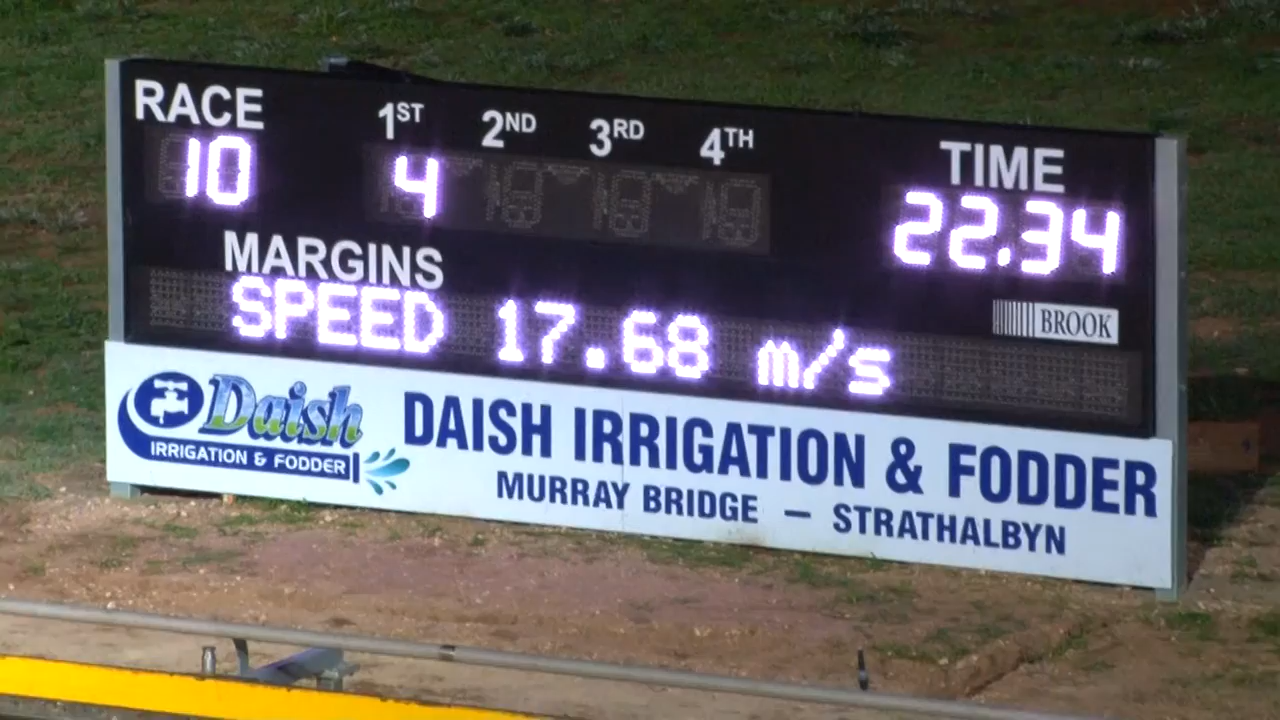 RACE 1ST 2ND 3RD 4TH TIME
10 4 22.34
MARGINS
SPEED 17.68 m/s
BROOK
Daish
IRRIGATION & FODDER
DAISH IRRIGATION & FODDER
MURRAY BRIDGE – STRATHALBYN